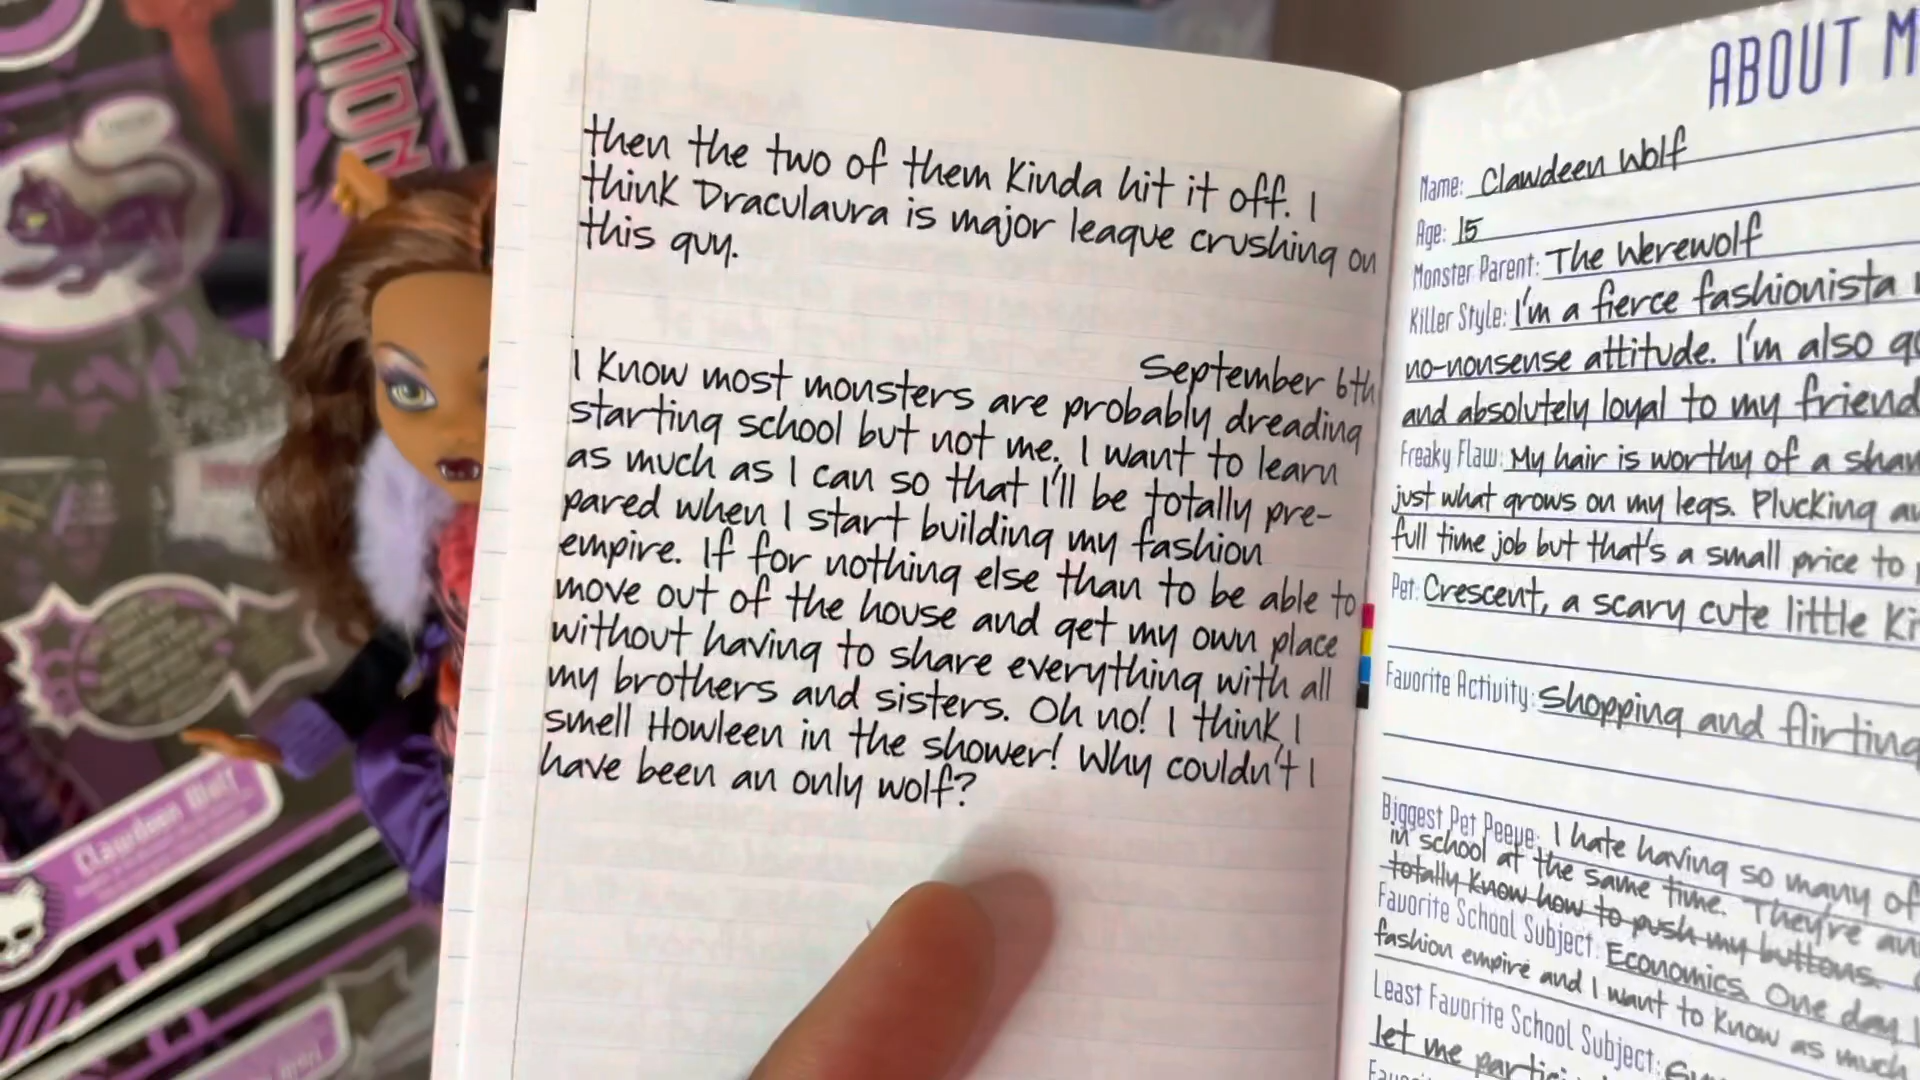 MON
then the two of them kinda hit it off. I
think Draculaura is major league crushing on
this guy.
September 6th
I know most monsters are probably dreading
starting school but not me. I want to learn
as much as I can so that I'll be totally pre-
pared when I start building my fashion
empire. If for nothing else than to be able to
move out of the house and get my own place
without having to share everything with all
my brothers and sisters. Oh no! I think I
smell Howleen in the shower! Why couldn't I
have been an only wolf?
ABOUT M
Name: Clawdeen Wolf
Age: 15
Monster Parent: The Werewolf
Killer Style: I'm a fierce fashionista
no-nonsense attitude. I'm also
and absolutely loyal to my friend
Freaky Flaw: My hair is worthy of a
just what grows on my legs. Plucking
full time job but that's a small price to
Pet: Crescent, a scary cute little
Favorite Activity: Shopping and flirting
Biggest Pet Peeve: I hate having so many of
in school at the same time. They're
totally know how to push my buttons.
Favorite School Subject: Economics. One day I
fashion empire and I want to know as much
Least Favorite School Subject:
let me
Clawdeen Wolf